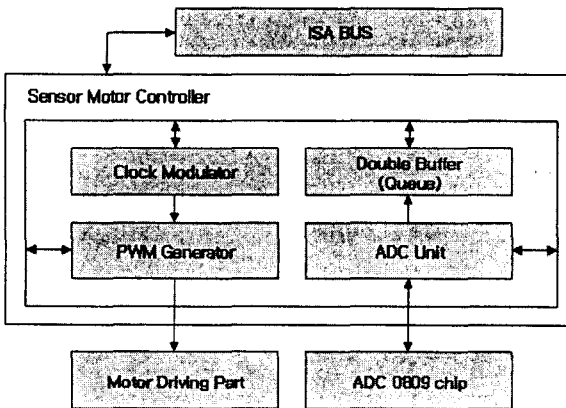 ISA BUS
Sensor Motor Controller
Clock Modulator
Double Buffer
(Queue)
PWM Generator
ADC Unit
Motor Driving Part
ADC 0809 chip